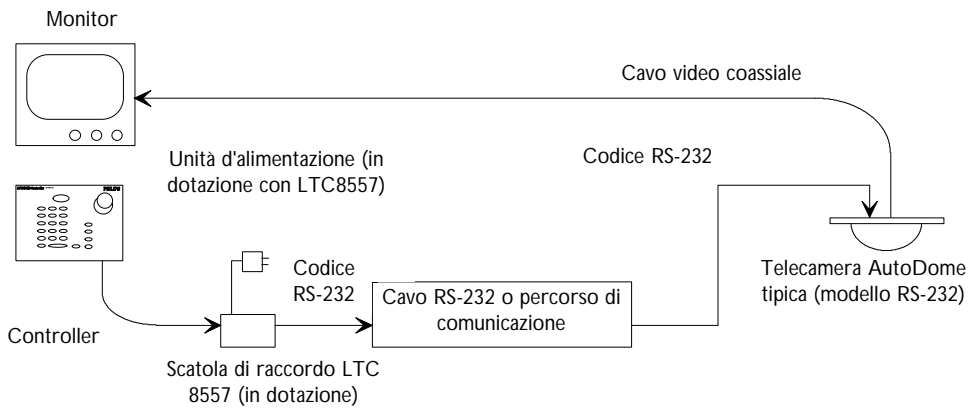 Monitor
Cavo video coassiale
Unità d'alimentazione (in
dotazione con LTC8557)
Codice RS-232
PHILIPS
Codice
RS-232
Cavo RS-232 o percorso di
comunicazione
Telecamera AutoDome
tipica (modello RS-232)
Controller
Scatola di raccordo LTC
8557 (in dotazione)